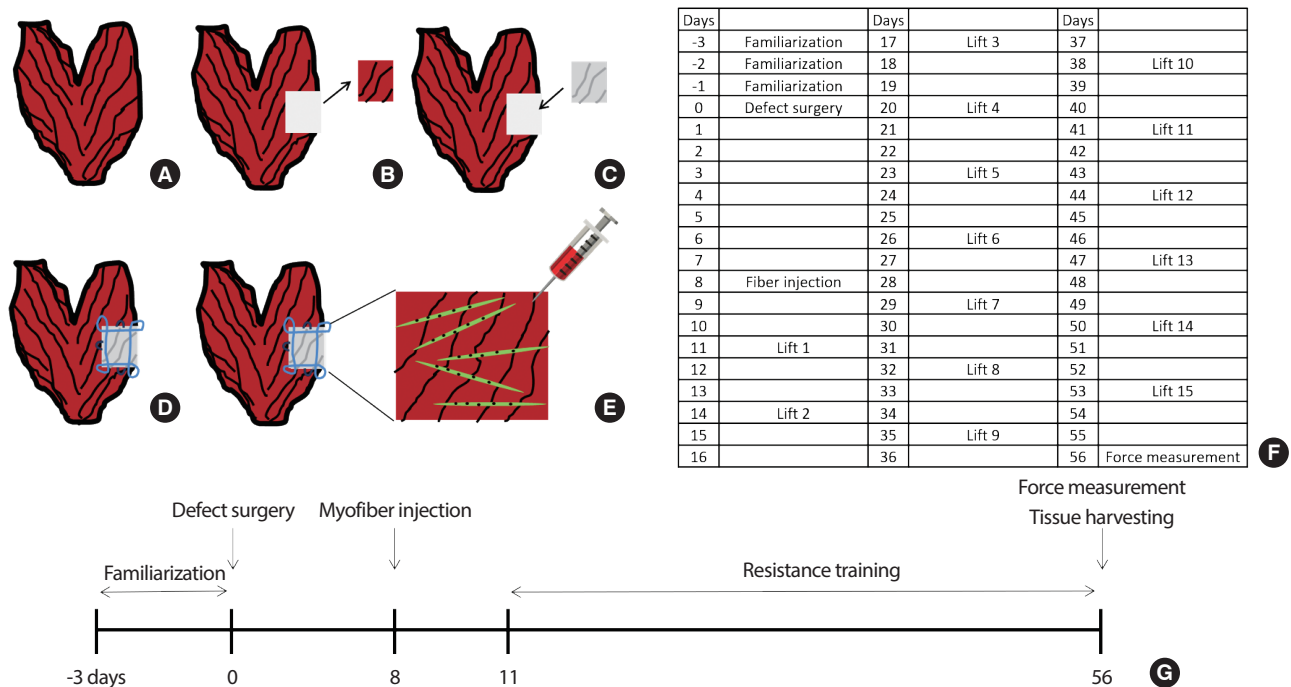 A
B
C
D
E
Days Days Days
-3 Familiarization 17 Lift 3 37
-2 Familiarization 18 38 Lift 10
-1 Familiarization 19 39
0 Defect surgery 20 Lift 4 40
1 21 41 Lift 11
2 22 42
3 23 Lift 5 43
4 24 44 Lift 12
5 25 45
6 26 Lift 6 46
7 27 47 Lift 13
8 Fiber injection 28 48
9 29 Lift 7 49
10 30 50 Lift 14
11 Lift 1 31 51
12 32 Lift 8 52
13 33 53 Lift 15
14 Lift 2 34 54
15 35 Lift 9 55
16 36 56 Force measurement
F
Defect surgery Myofiber injection Force measurement
Tissue harvesting
Familiarization Resistance training
-3 days 0 8 11 56
G